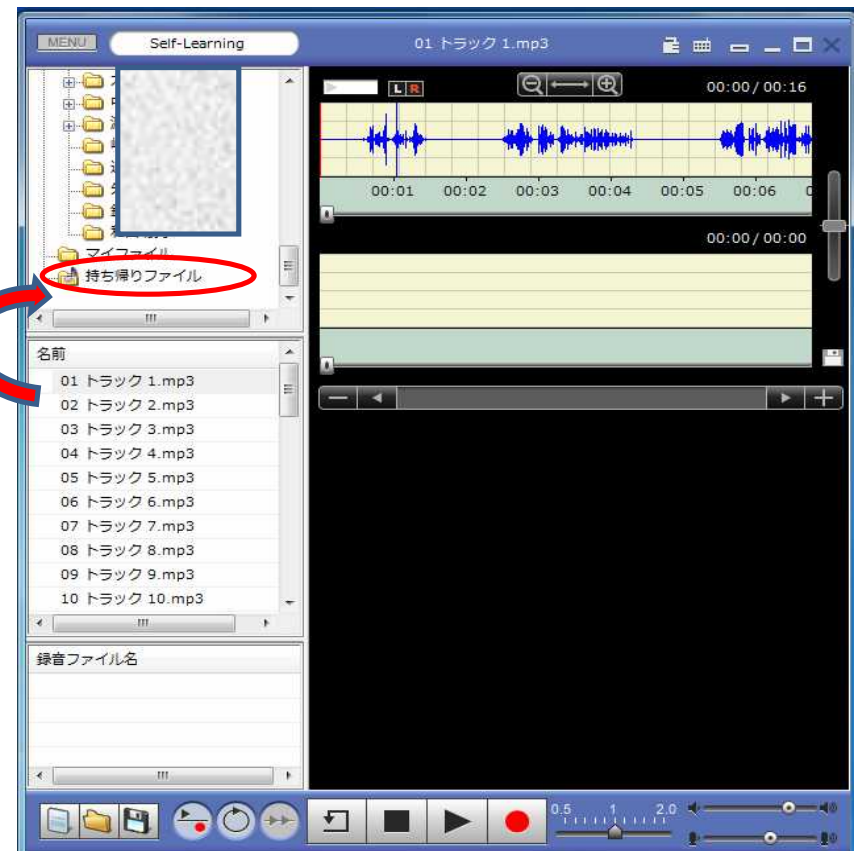 MENU Self-Learning 01 トラック 1.mp3
L R 00:00 / 00:16
00:01 00:02 00:03 00:04 00:05 00:06
00:00 / 00:00
マイファイル
持ち帰りファイル
名前
01 トラック 1.mp3
02 トラック 2.mp3
03 トラック 3.mp3
04 トラック 4.mp3
05 トラック 5.mp3
06 トラック 6.mp3
07 トラック 7.mp3
08 トラック 8.mp3
09 トラック 9.mp3
10 トラック 10.mp3
録音ファイル名
0.5 1 2.0